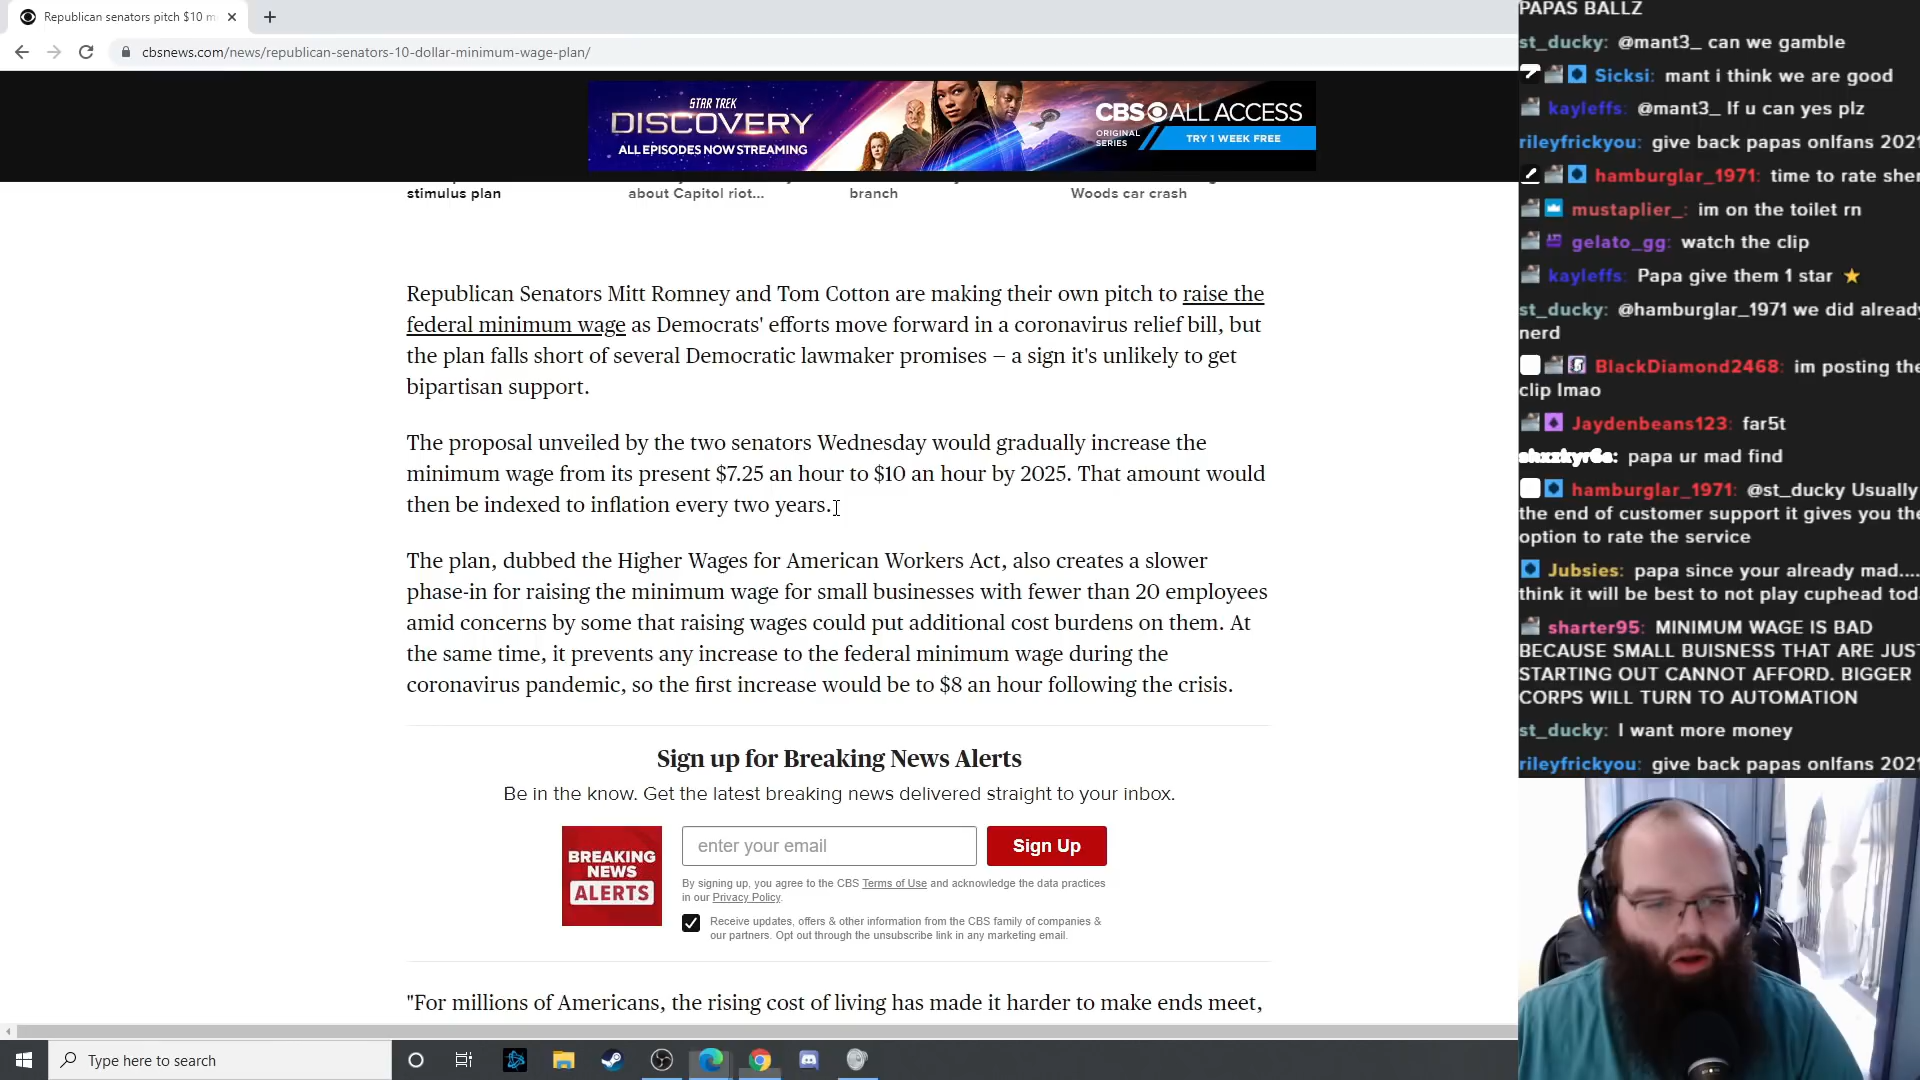 Republican senators pitch $10 m
cbsnews.com/news/republican-senators-10-dollar-minimum-wage-plan/
STAR TREK
DISCOVERY
ALL EPISODES NOW STREAMING
CBS ALL ACCESS
ORIGINAL
SERIES
TRY 1 WEEK FREE
stimulus plan
about Capitol riot...
branch
Woods car crash
Republican Senators Mitt Romney and Tom Cotton are making their own pitch to raise the
federal minimum wage as Democrats' efforts move forward in a coronavirus relief bill, but
the plan falls short of several Democratic lawmaker promises — a sign it's unlikely to get
bipartisan support.
The proposal unveiled by the two senators Wednesday would gradually increase the
minimum wage from its present $7.25 an hour to $10 an hour by 2025. That amount would
then be indexed to inflation every two years.
The plan, dubbed the Higher Wages for American Workers Act, also creates a slower
phase-in for raising the minimum wage for small businesses with fewer than 20 employees
amid concerns by some that raising wages could put additional cost burdens on them. At
the same time, it prevents any increase to the federal minimum wage during the
coronavirus pandemic, so the first increase would be to $8 an hour following the crisis.
Sign up for Breaking News Alerts
Be in the know. Get the latest breaking news delivered straight to your inbox.
BREAKING
NEWS
ALERTS
enter your email
Sign Up
By signing up, you agree to the CBS Terms of Use and acknowledge the data practices
in our Privacy Policy.
Receive updates, offers & other information from the CBS family of companies &
our partners. Opt out through the unsubscribe link in any marketing email.
"For millions of Americans, the rising cost of living has made it harder to make ends meet,
Type here to search
PAPAS BALLZ
st_ducky: @mant3_ can we gamble
Sicksi: mant i think we are good
kayleffs: @mant3_ If u can yes plz
rileyfrickyou: give back papas onlfans 2021
hamburglar_1971: time to rate sher
mustaplier_: im on the toilet rn
gelato_gg: watch the clip
kayleffs: Papa give them 1 star
st_ducky: @hamburglar_1971 we did already
nerd
BlackDiamond2468: im posting the
clip lmao
Jaydenbeans123: far5t
papa ur mad find
hamburglar_1971: @st_ducky Usually
the end of customer support it gives you the
option to rate the service
Jubsies: papa since your already mad....
think it will be best to not play cuphead tod
sharter95: MINIMUM WAGE IS BAD
BECAUSE SMALL BUISNESS THAT ARE JUST
STARTING OUT CANNOT AFFORD. BIGGER
CORPS WILL TURN TO AUTOMATION
st_ducky: I want more money
rileyfrickyou: give back papas onlfans 2021